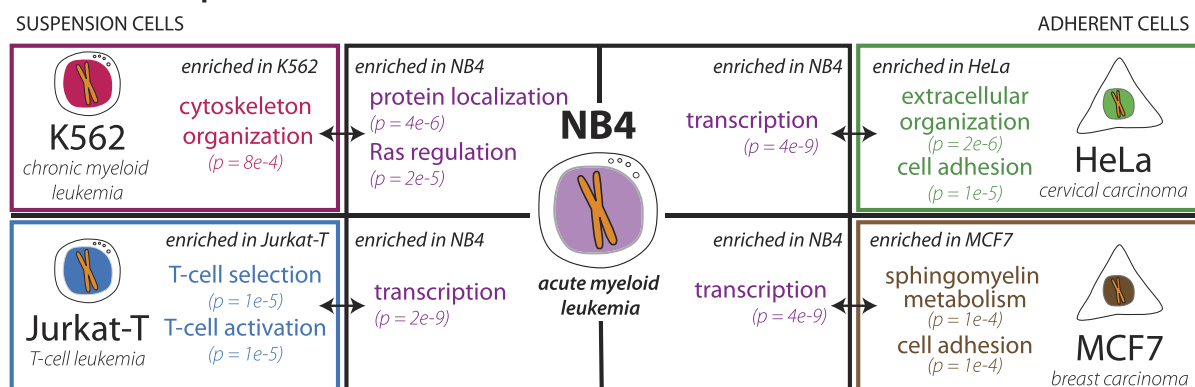 SUSPENSION CELLS
ADHERENT CELLS
enriched in K562
cytoskeleton
organization
(p = 8e-4)
K562
chronic myeloid
leukemia
enriched in NB4
protein localization
(p = 4e-6)
Ras regulation
(p = 2e-5)
NB4
acute myeloid
leukemia
enriched in NB4
transcription
(p = 4e-9)
enriched in HeLa
extracellular
organization
(p = 2e-6)
cell adhesion
(p = 1e-5)
HeLa
cervical carcinoma
enriched in Jurkat-T
T-cell selection
(p = 1e-5)
T-cell activation
(p = 1e-5)
Jurkat-T
T-cell leukemia
enriched in NB4
transcription
(p = 2e-9)
enriched in NB4
transcription
(p = 4e-9)
enriched in MCF7
sphingomyelin
metabolism
(p = 1e-4)
cell adhesion
(p = 1e-4)
MCF7
breast carcinoma